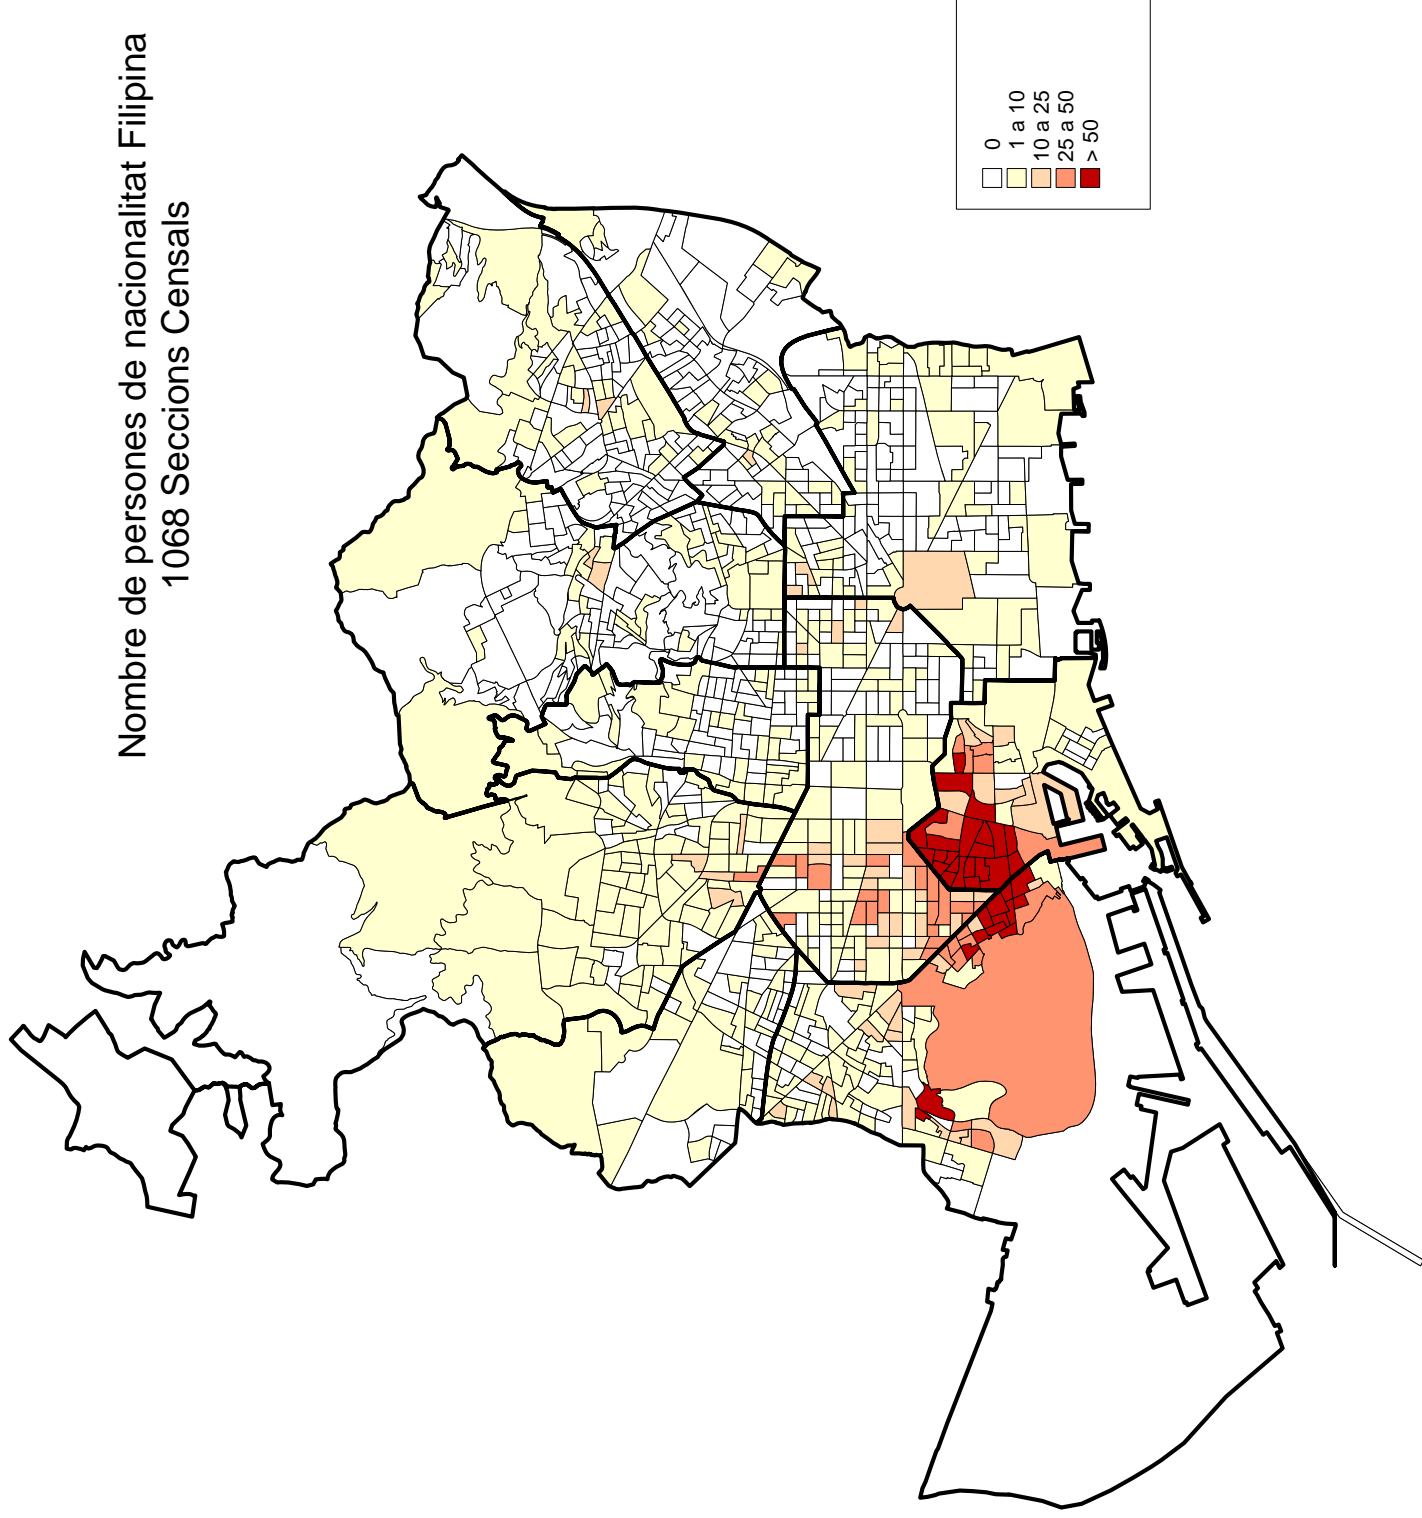 Nombre de persones de nacionalitat Filipina
1068 Seccions Censals
0
1 a 10
10 a 25
25 a 50
> 50